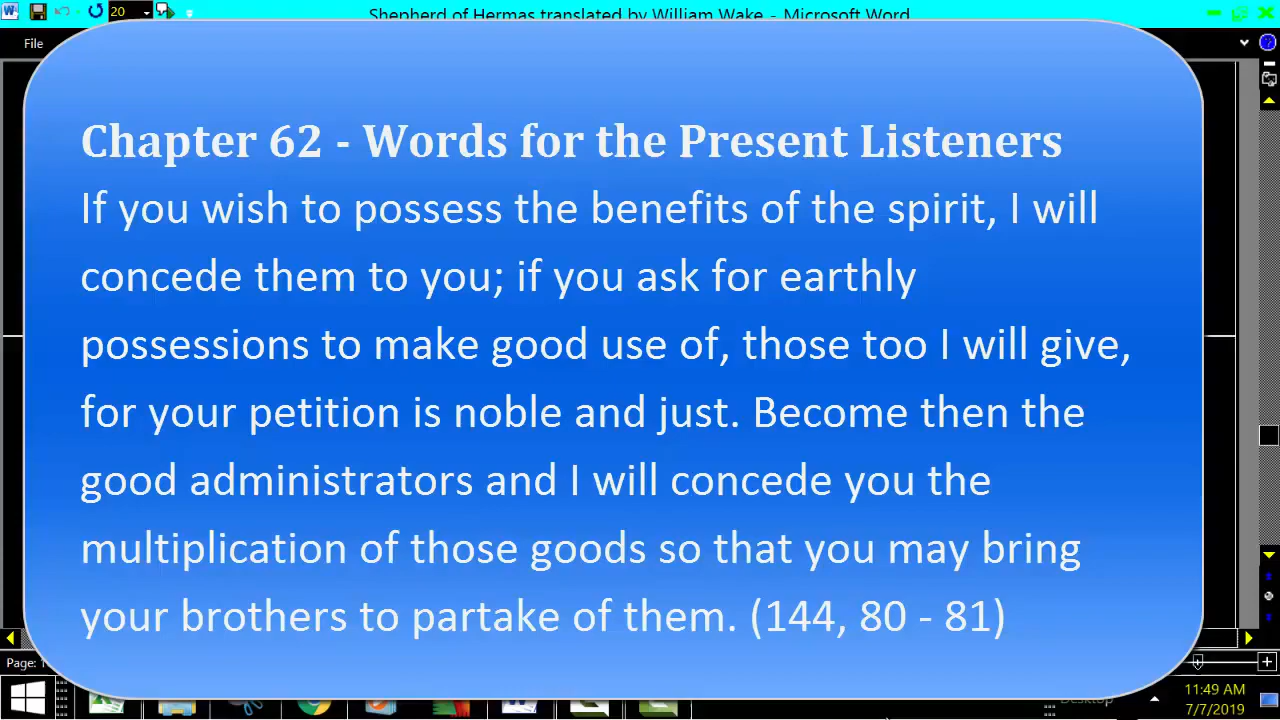 20
Shepherd of Hermas translated by William Wake - Microsoft Word
File
Chapter 62 - Words for the Present Listeners
If you wish to possess the benefits of the spirit, I will
concede them to you; if you ask for earthly
possessions to make good use of, those too I will give,
for your petition is noble and just. Become then the
good administrators and I will concede you the
multiplication of those goods so that you may bring
your brothers to partake of them. (144, 80 - 81)
Page:
Desktop
11:49 AM
7/7/2019